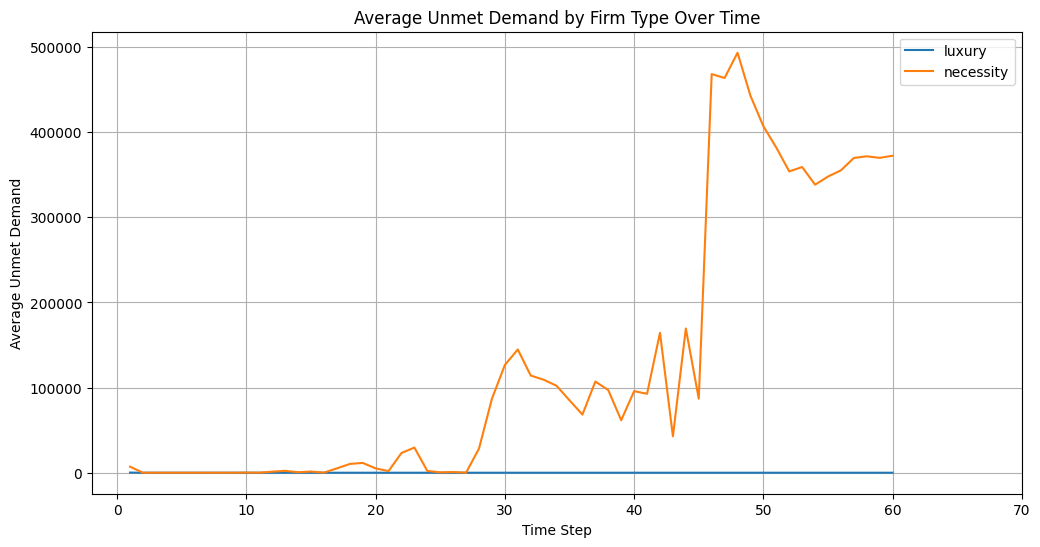 Average Unmet Demand by Firm Type Over Time
luxury
necessity
Average Unmet Demand
500000
400000
300000
200000
100000
0
0 10 20 30 40 50 60 70
Time Step